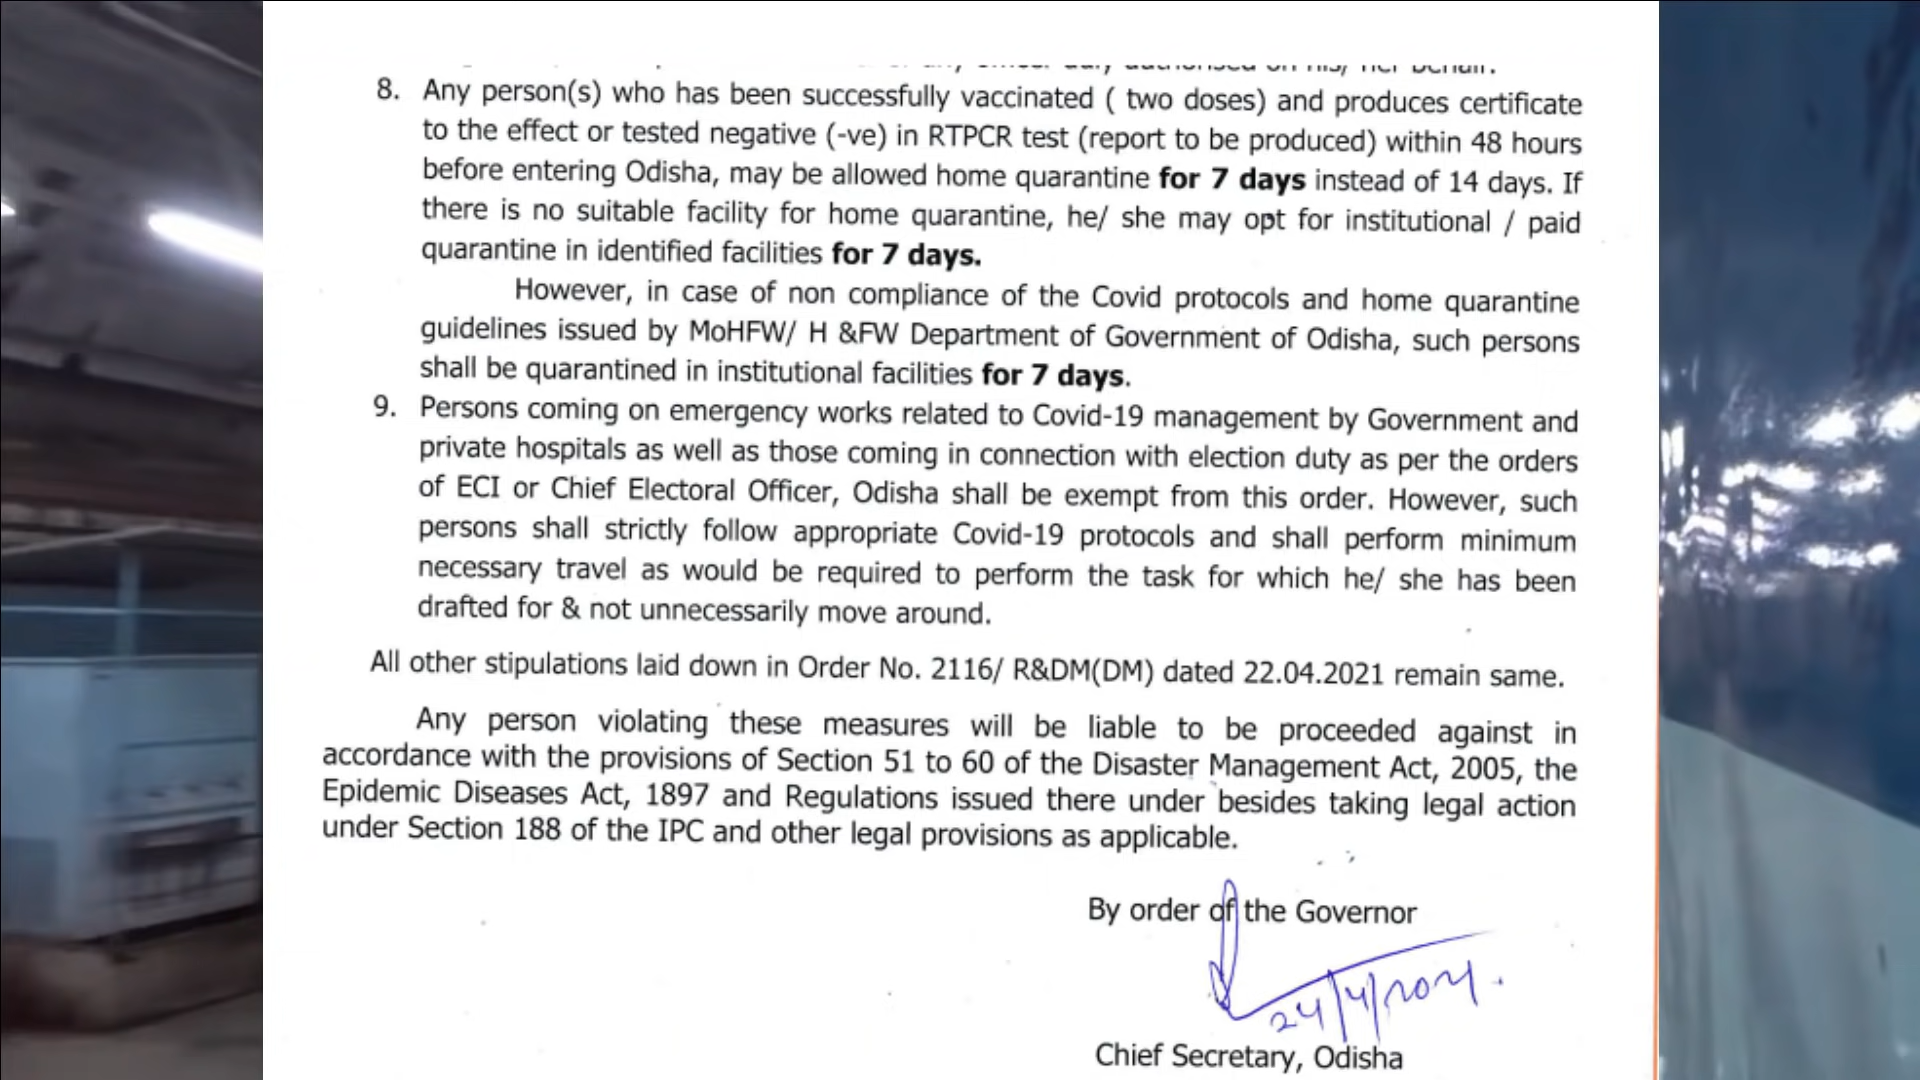 duly authorised on his/ her behalf.
8. Any person(s) who has been successfully vaccinated ( two doses) and produces certificate
to the effect or tested negative (-ve) in RTPCR test (report to be produced) within 48 hours
before entering Odisha, may be allowed home quarantine for 7 days instead of 14 days. If
there is no suitable facility for home quarantine, he/ she may opt for institutional / paid
quarantine in identified facilities for 7 days.
However, in case of non compliance of the Covid protocols and home quarantine
guidelines issued by MoHFW/ H &FW Department of Government of Odisha, such persons
shall be quarantined in institutional facilities for 7 days.
9. Persons coming on emergency works related to Covid-19 management by Government and
private hospitals as well as those coming in connection with election duty as per the orders
of ECI or Chief Electoral Officer, Odisha shall be exempt from this order. However, such
persons shall strictly follow appropriate Covid-19 protocols and shall perform minimum
necessary travel as would be required to perform the task for which he/ she has been
drafted for & not unnecessarily move around.
All other stipulations laid down in Order No. 2116/ R&DM(DM) dated 22.04.2021 remain same.
Any person violating these measures will be liable to be proceeded against in
accordance with the provisions of Section 51 to 60 of the Disaster Management Act, 2005, the
Epidemic Diseases Act, 1897 and Regulations issued there under besides taking legal action
under Section 188 of the IPC and other legal provisions as applicable.
By order of the Governor
24/4/2021.
Chief Secretary, Odisha